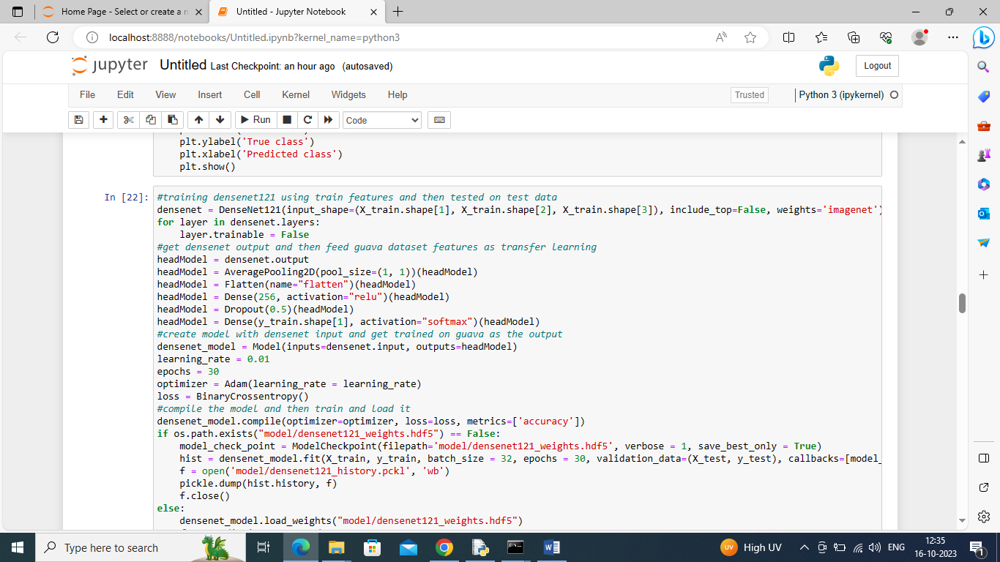 Home Page - Select or create a n
Untitled - Jupyter Notebook
localhost:8888/notebooks/Untitled.ipynb?kernel_name=python3
jupyter Untitled Last Checkpoint: an hour ago (autosaved)
Logout
File Edit View Insert Cell Kernel Widgets Help
Trusted
Python 3 (ipykernel)
Run
Code
plt.ylabel('True class')
plt.xlabel('Predicted class')
plt.show()
In [22]:
#training densenet121 using train features and then tested on test data
densenet = DenseNet121(input_shape=(X_train.shape[1], X_train.shape[2], X_train.shape[3]), include_top=False, weights='imagenet')
for layer in densenet.layers:
    layer.trainable = False
#get densenet output and then feed guava dataset features as transfer learning
headModel = densenet.output
headModel = AveragePooling2D(pool_size=(1, 1))(headModel)
headModel = Flatten(name="flatten")(headModel)
headModel = Dense(256, activation="relu")(headModel)
headModel = Dropout(0.5)(headModel)
headModel = Dense(y_train.shape[1], activation="softmax")(headModel)
#create model with densenet input and get trained on guava as the output
densenet_model = Model(inputs=densenet.input, outputs=headModel)
learning_rate = 0.01
epochs = 30
optimizer = Adam(learning_rate = learning_rate)
loss = BinaryCrossentropy()
#compile the model and then train and load it
densenet_model.compile(optimizer=optimizer, loss=loss, metrics=['accuracy'])
if os.path.exists("model/densenet121_weights.hdf5") == False:
    model_check_point = ModelCheckpoint(filepath='model/densenet121_weights.hdf5', verbose = 1, save_best_only = True)
    hist = densenet_model.fit(X_train, y_train, batch_size = 32, epochs = 30, validation_data=(X_test, y_test), callbacks=[model_
    f = open('model/densenet121_history.pckl', 'wb')
    pickle.dump(hist.history, f)
    f.close()
else:
    densenet_model.load_weights("model/densenet121_weights.hdf5")
Type here to search
UV
High UV
ENG
12:35
16-10-2023
1